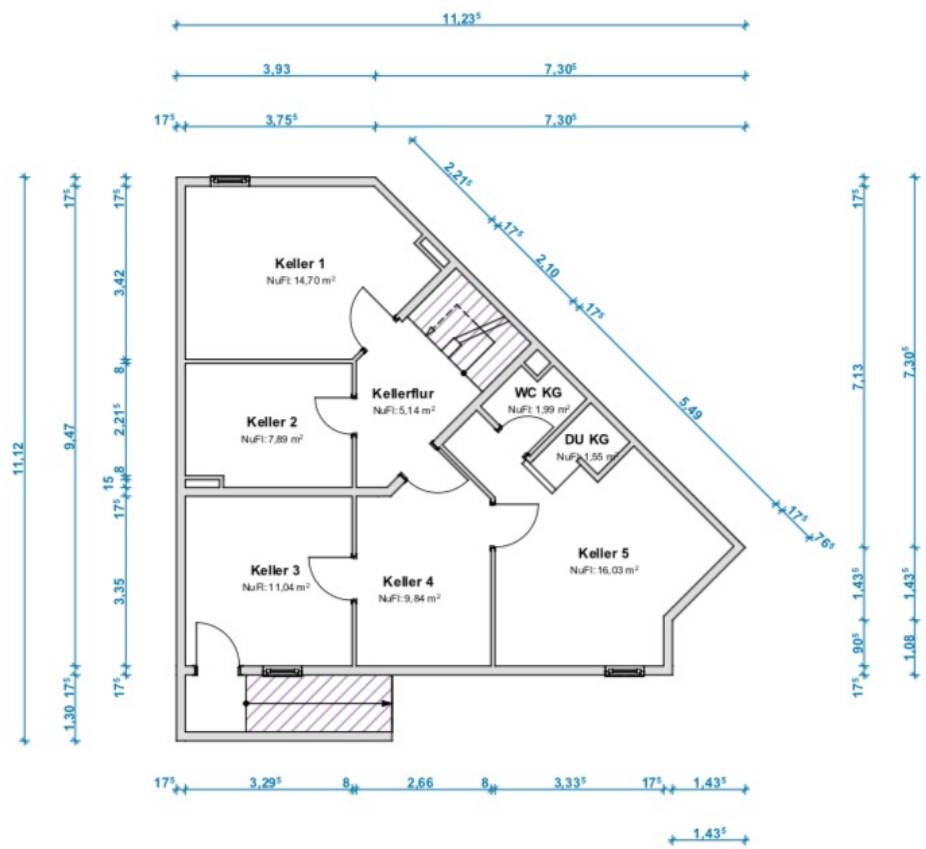 11,23⁵
3,93 7,30⁵
17⁵ 3,75⁵ 7,30⁵
2,21⁵
17⁵
2,10
17⁵
5,49
17⁵
76⁵
11,12
9,47
17⁵
1,30
17⁵
3,42
8
2,21⁵
8
15
17⁵
3,35
17⁵
17⁵
Keller 1
NuFl: 14,70 m²
Keller 2
NuFl: 7,89 m²
Kellerflur
NuFl: 5,14 m²
WC KG
NuFl: 1,99 m²
DU KG
NuFl: 1,55 m²
Keller 3
NuFl: 11,04 m²
Keller 4
NuFl: 9,84 m²
Keller 5
NuFl: 16,03 m²
17⁵
7,13
1,43⁵
90⁵
17⁵
7,30⁵
1,43⁵
1,08
17⁵ 3,29⁵ 8 2,66 8 3,33⁵ 17⁵ 1,43⁵
1,43⁵